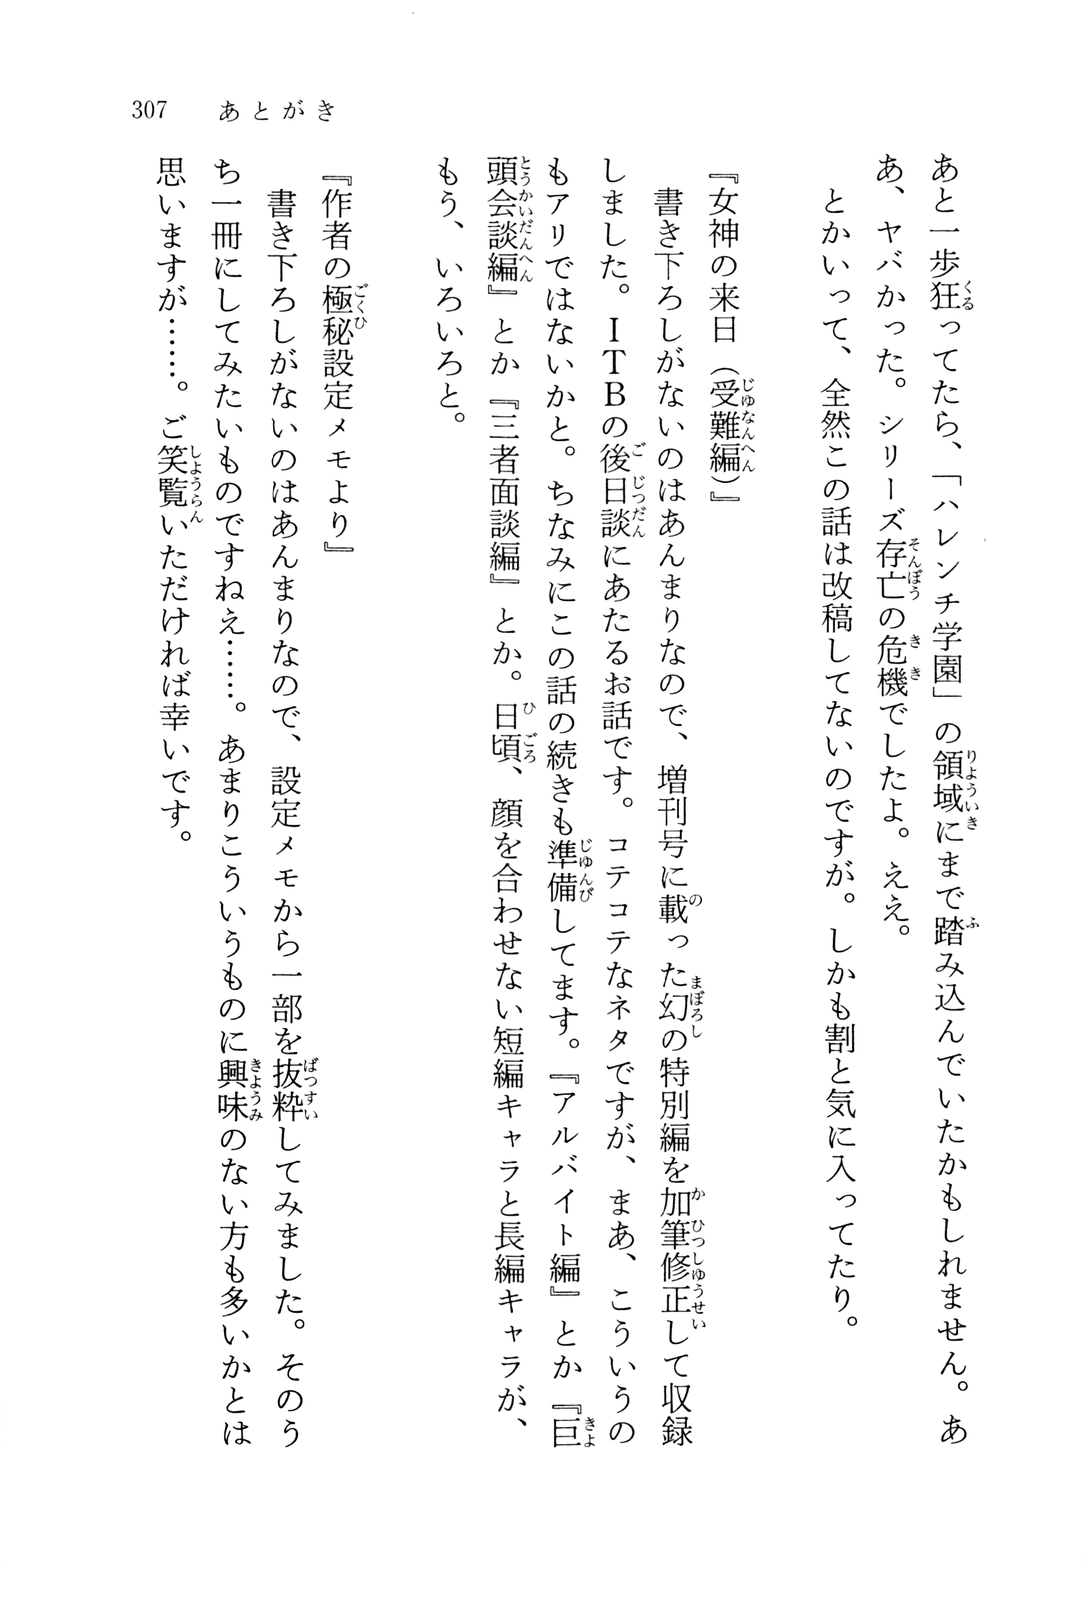 307　あとがき
あと一歩狂ってたら、「ハレンチ学園」の領域にまで踏み込んでいたかもしれません。あ
あ、ヤバかった。シリーズ存亡の危機でしたよ。ええ。
　とかいって、全然この話は改稿してないのですが。しかも割と気に入ってたり。
『女神の来日（受難編）』
　書き下ろしがないのはあんまりなので、増刊号に載った幻の特別編を加筆修正して収録
しました。ＩＴＢの後日談にあたるお話です。コテコテなネタですが、まあ、こういうの
もアリではないかと。ちなみにこの話の続きも準備してます。『アルバイト編』とか『巨
頭会談編』とか『三者面談編』とか。日頃、顔を合わせない短編キャラと長編キャラが、
もう、いろいろと。
『作者の極秘設定メモより』
　書き下ろしがないのはあんまりなので、設定メモから一部を抜粋してみました。そのう
ち一冊にしてみたいものですねえ……。あまりこういうものに興味のない方も多いかとは
思いますが……。ご笑覧いただければ幸いです。